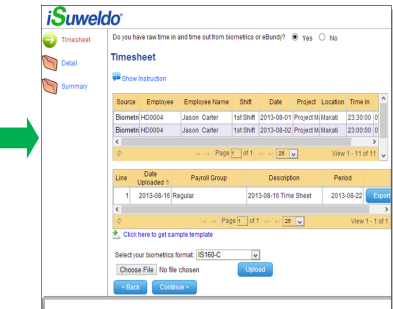 iSuweldo
Timesheet
Detail
Summary
Do you have raw time in and time out from biometrics or eBundy? Yes No
Timesheet
Show Instruction
Source Employee Employee Name Shift Date Project Location Time In
Biometri HD0004 Jason Carter 1st Shift 2013-08-01 Project M Makati 23:30:00 0
Biometri HD0004 Jason Carter 1st Shift 2013-08-02 Project M Makati 23:30:00 0
Page 1 of 1 25 View 1 - 11 of 11
Line Date Uploaded Payroll Group Description Period
1 2013-08-16 Regular 2013-08-16 Time Sheet 2013-08-22 Export
Page 1 of 1 25 View 1 - 1 of 1
Click here to get sample template
Select your biometrics format: IS160-C
Choose File No file chosen Upload
< Back Continue >